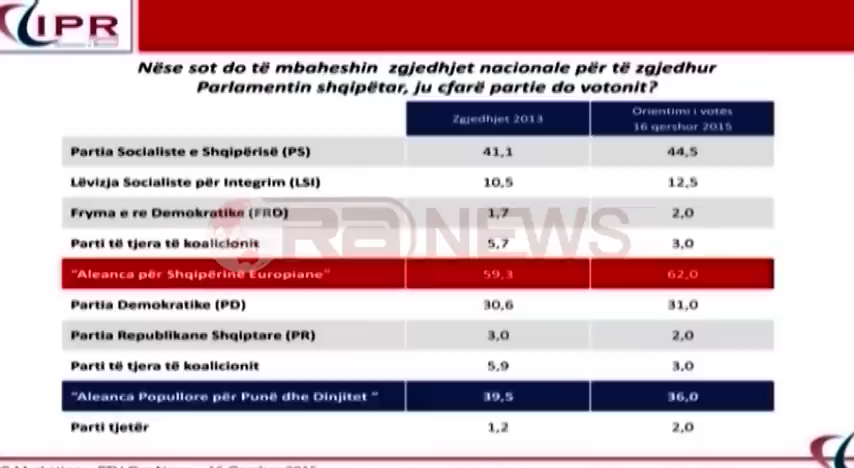 IPR
Nëse sot do të mbaheshin zgjedhjet nacionale për të zgjedhur
Parlamentin shqipëtar, ju cfarë partie do votonit?
Zgjedhjet 2013 Orientimi i votës
16 qershor 2015
Partia Socialiste e Shqipërisë (PS) 41,1 44,5
Lëvizja Socialiste për Integrim (LSI) 10,5 12,5
Fryma e re Demokratike (FRD) 1,7 2,0
Parti të tjera të koalicionit 5,7 3,0
RAI NEWS
"Aleanca për Shqipërinë Europiane" 59,3 62,0
Partia Demokratike (PD) 30,6 31,0
Partia Republikane Shqiptare (PR) 3,0 2,0
Parti të tjera të koalicionit 5,9 3,0
"Aleanca Popullore për Punë dhe Dinjitet " 39,5 36,0
Parti tjetër 1,2 2,0